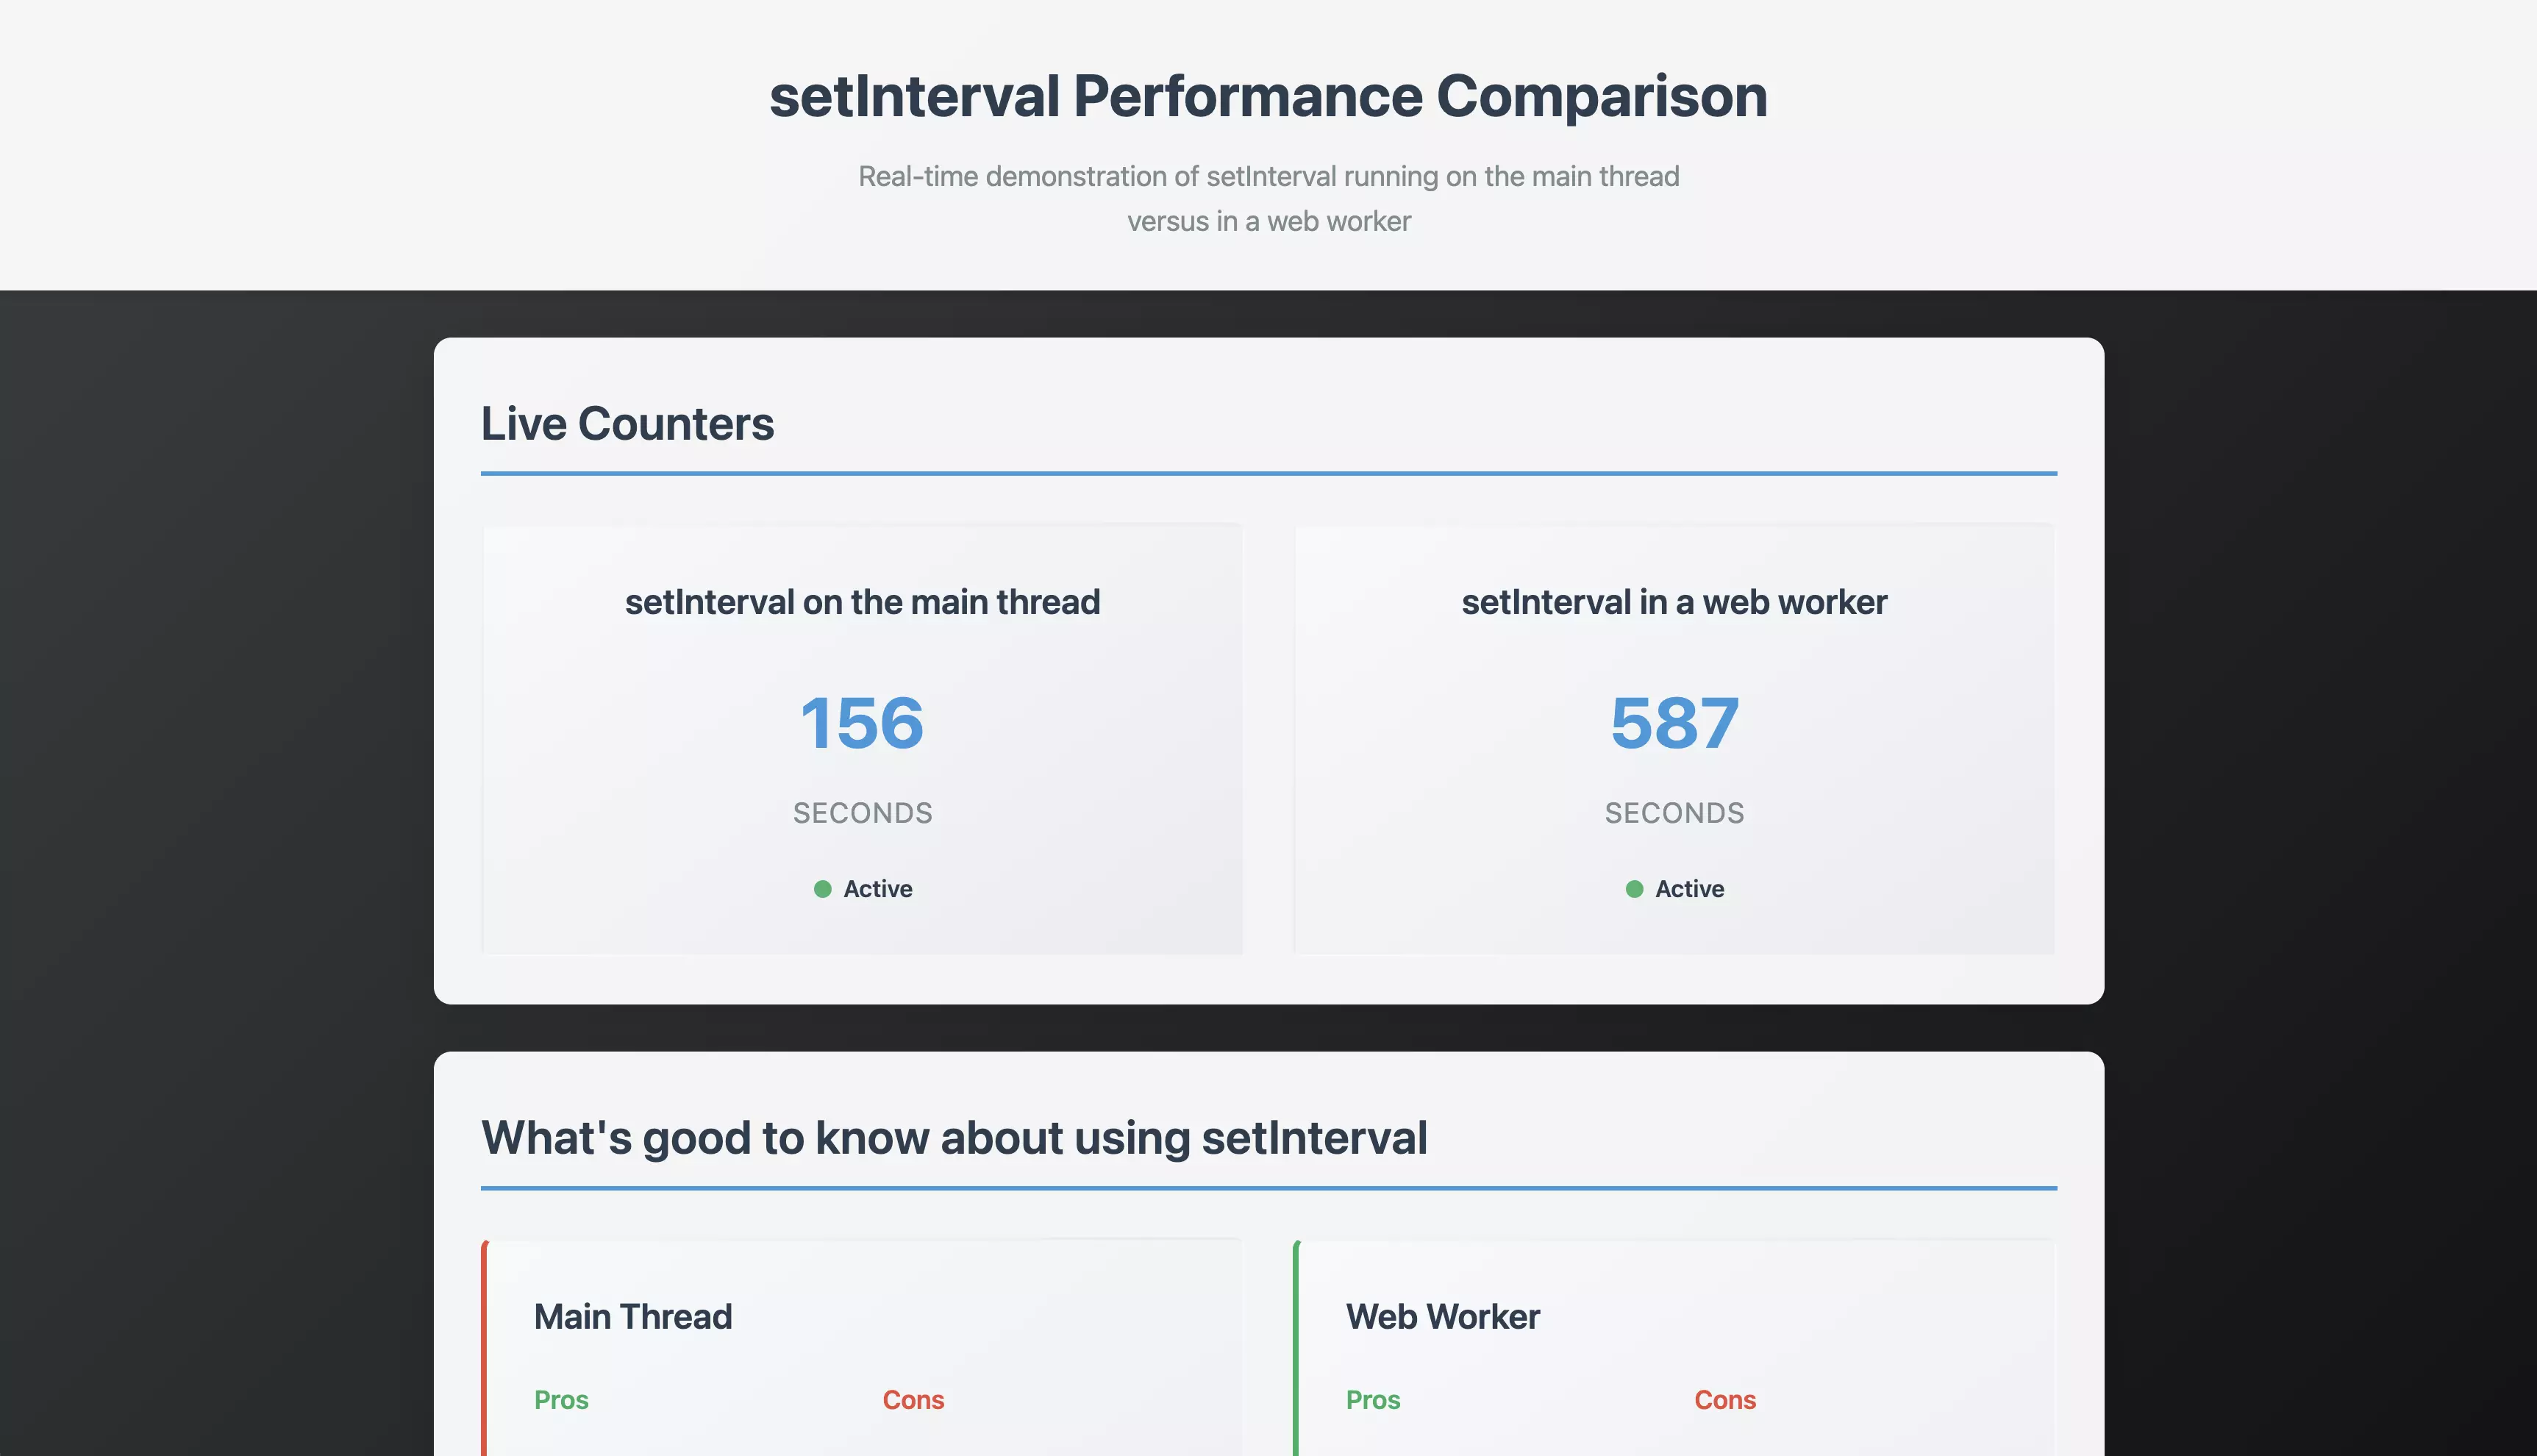 setInterval Performance Comparison
Real-time demonstration of setInterval running on the main thread
versus in a web worker
Live Counters
setInterval on the main thread
156
SECONDS
Active
setInterval in a web worker
587
SECONDS
Active
What's good to know about using setInterval
Main Thread
Pros
Cons
Web Worker
Pros
Cons